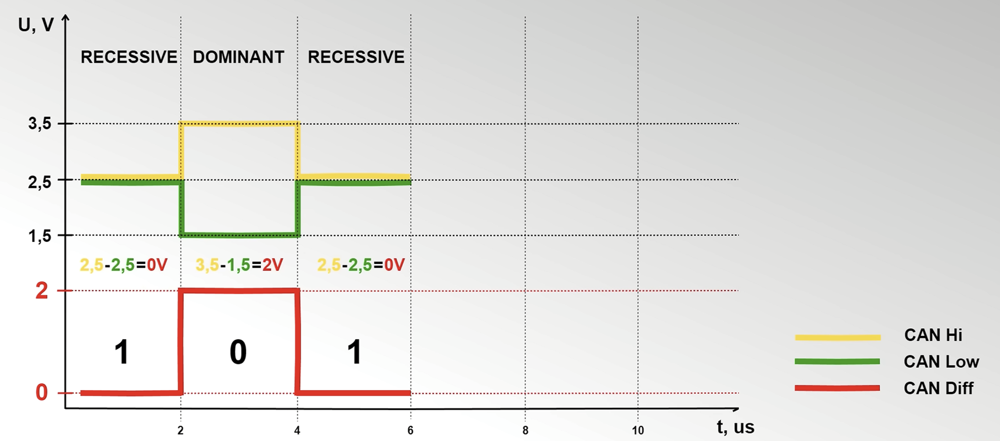 U, V
RECESSIVE DOMINANT RECESSIVE
3,5
2,5
1,5
2,5-2,5=0V 3,5-1,5=2V 2,5-2,5=0V
2
1 0 1
0
2 4 6 8 10
t, us
CAN Hi
CAN Low
CAN Diff